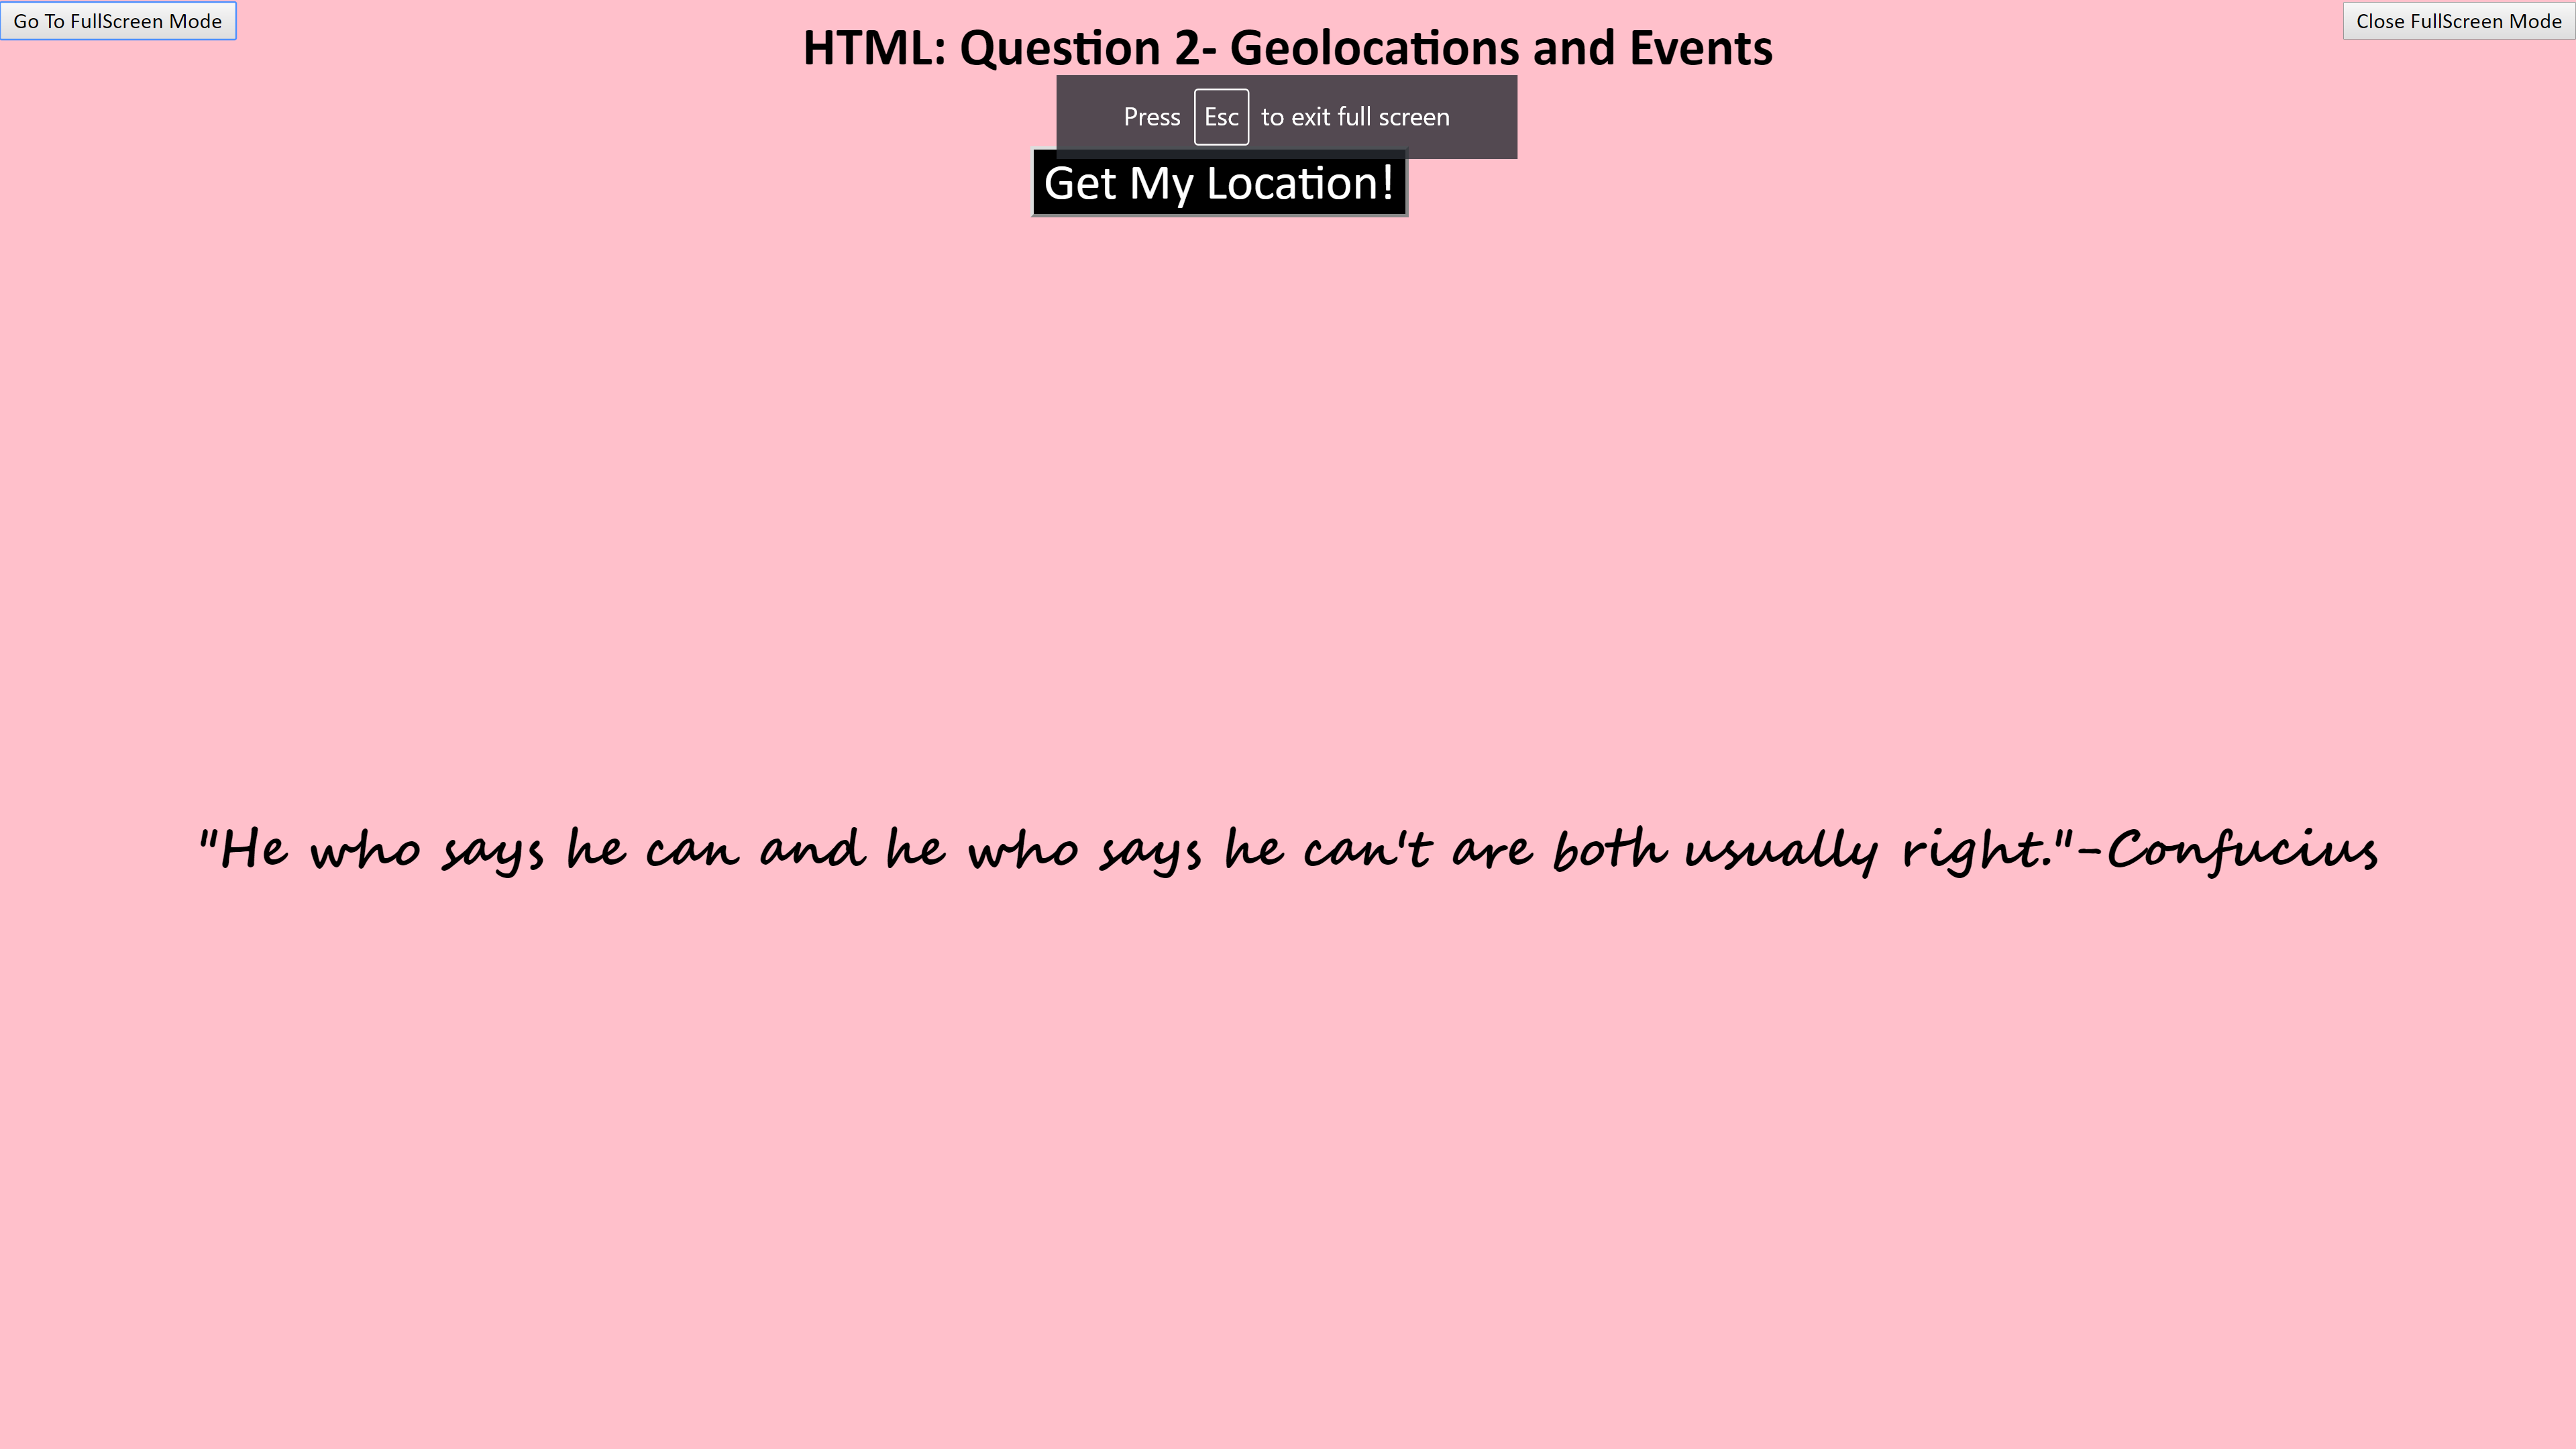 Go To FullScreen Mode
Close FullScreen Mode
HTML: Question 2- Geolocations and Events
Press Esc to exit full screen
Get My Location!
"He who says he can and he who says he can't are both usually right."-Confucius